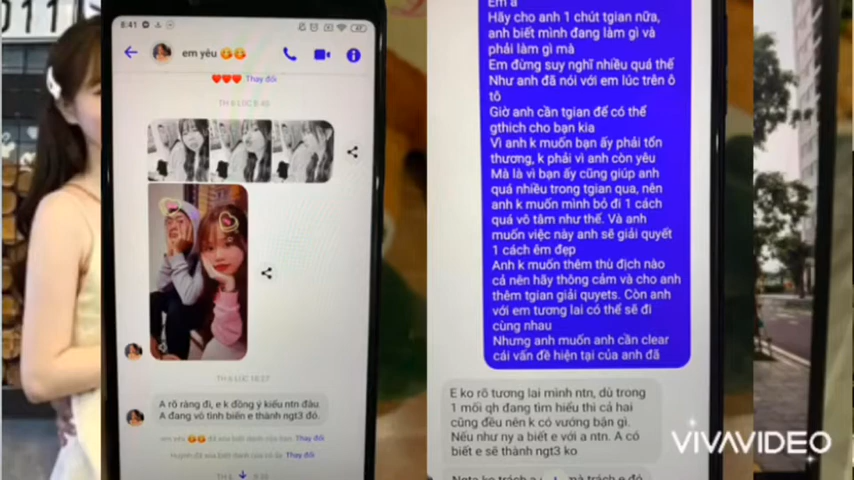 011
8:41
em yêu 🥰🥰
❤❤❤ Thay đổi
TH 6 LÚC 8:40
TH 6 LÚC 18:27
A rõ ràng đi, e k đồng ý kiểu ntn đâu
A đang vô tình biến e thành ngt3 đó.
em yêu 🥰🥰 đã sửa biệt danh của bạn. Thay đổi
Thay đổi
TH 6
Em à
Hãy cho anh 1 chút tgian nữa,
anh biết mình đang làm gì và
phải làm gì mà
Em đừng suy nghĩ nhiều quá thế
Như anh đã nói với em lúc trên ô
tô
Giờ anh cần tgian để có thể
gthich cho bạn kia
Vì anh k muốn bạn ấy phải tổn
thương, k phải vì anh còn yêu
Mà là vì bạn ấy cũng giúp anh
quá nhiều trong tgian qua, nên
anh k muốn mình bỏ đi 1 cách
quá vô tâm như thế. Và anh
muốn việc này anh sẽ giải quyết
1 cách êm đẹp
Anh k muốn thêm thù địch nào
cả nên hãy thông cảm và cho anh
thêm tgian giải quyets. Còn anh
với em tương lai có thể sẽ đi
cùng nhau
Nhưng anh muốn anh cần clear
cái vấn đề hiện tại của anh đã
E ko rõ tương lai mình ntn, dù trong
1 mối qh đang tìm hiểu thì cả hai
cũng đều nên k có vướng bận gì.
Nếu như ny a biết e với a ntn. A có
biết e sẽ thành ngt3 ko
VIVAVIDEO